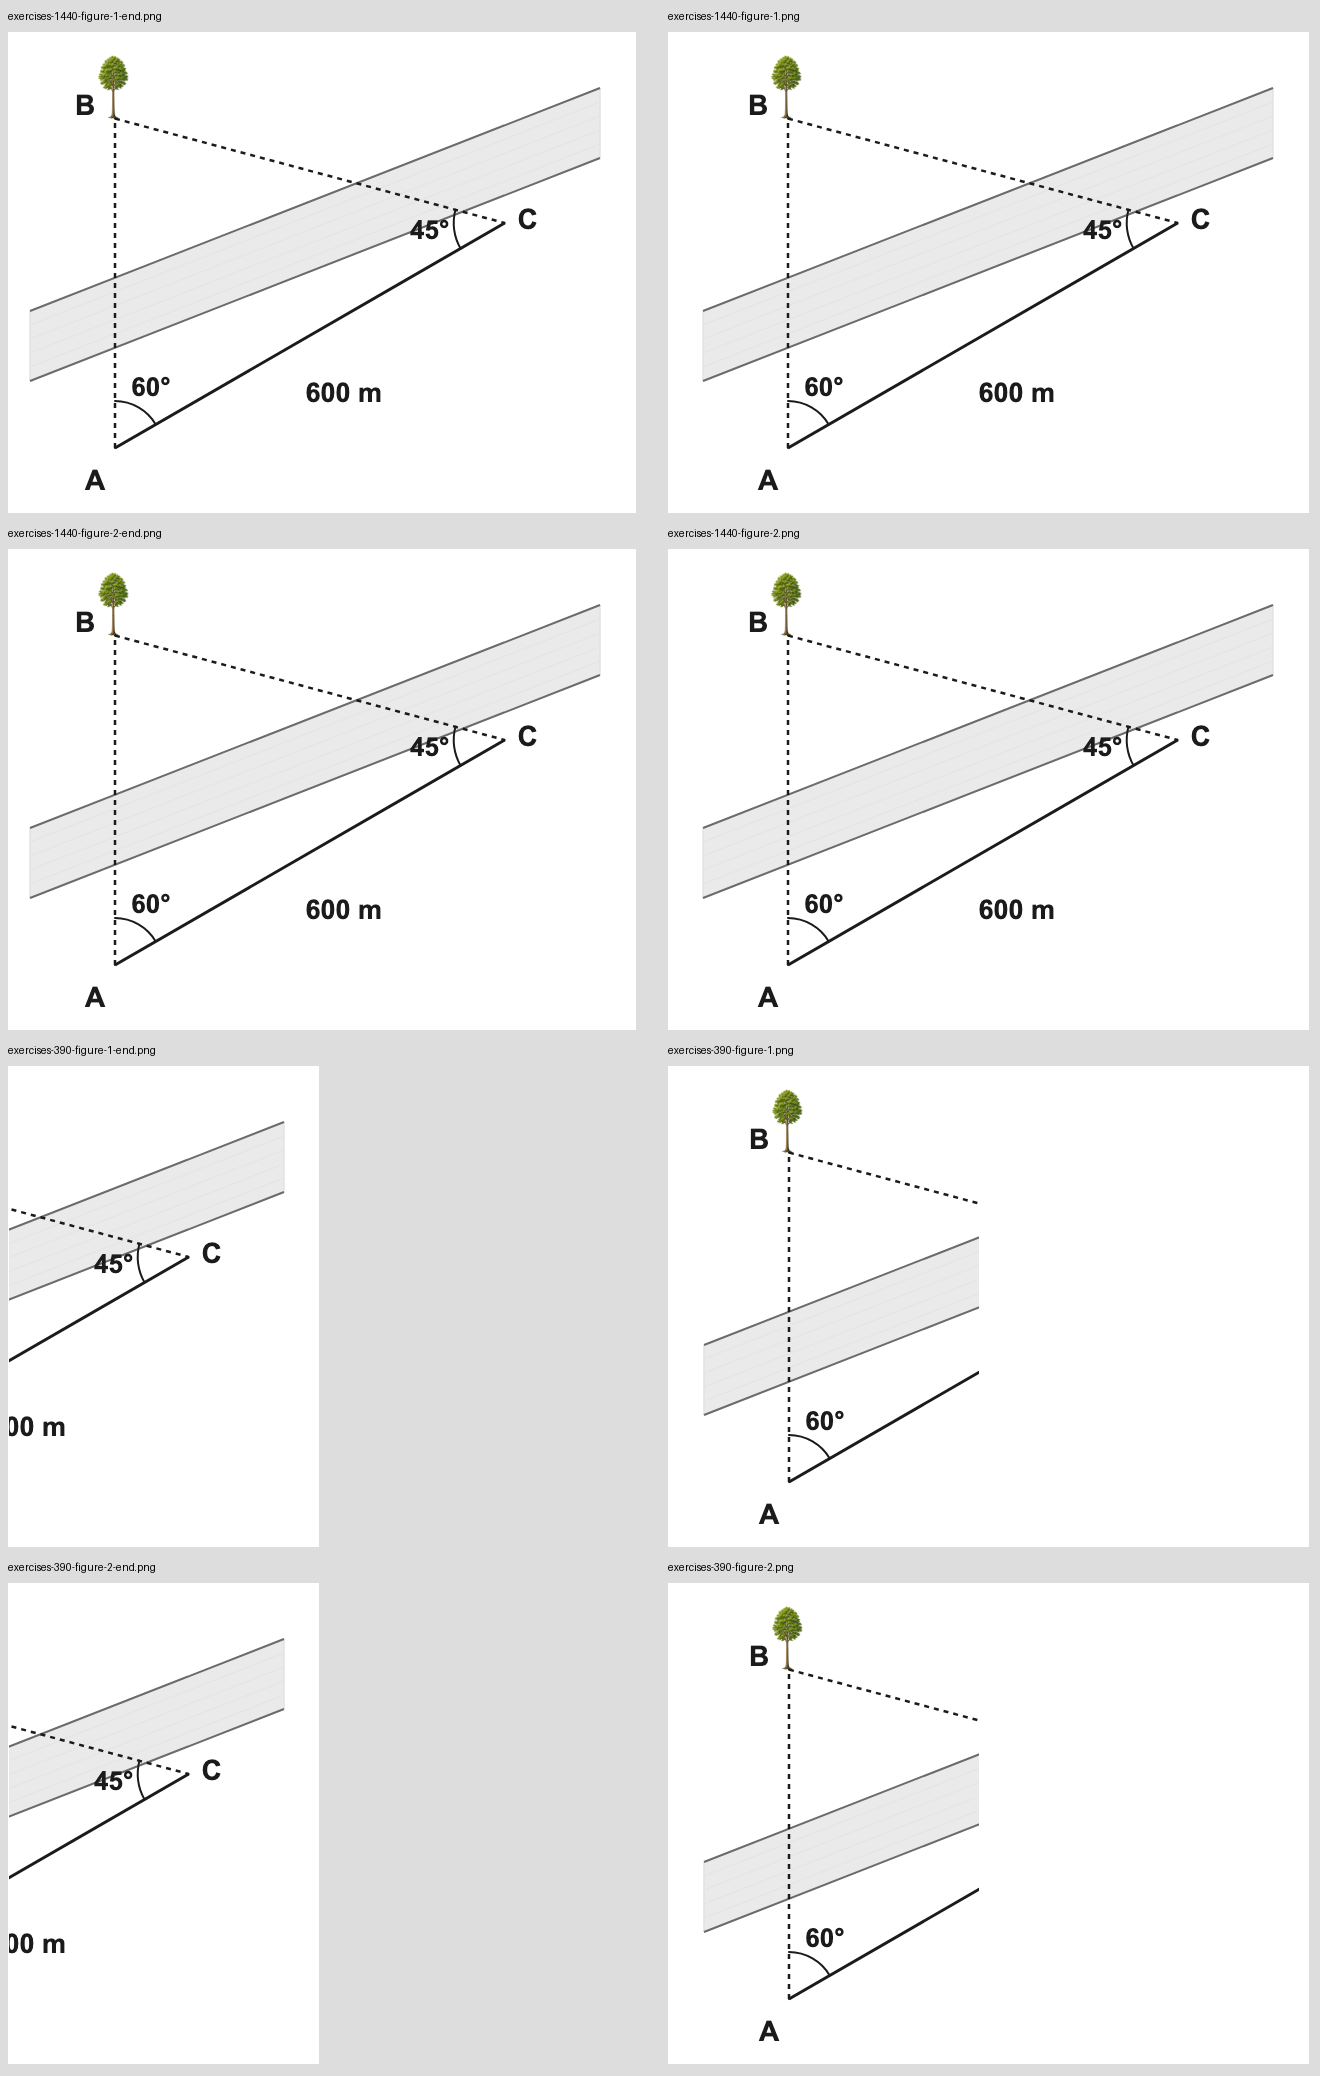 exercises-1440-figure-1-end.png
B
45°
C
60°
600 m
A
exercises-1440-figure-1.png
B
45°
C
60°
600 m
A
exercises-1440-figure-2-end.png
B
45°
C
60°
600 m
A
exercises-1440-figure-2.png
B
45°
C
60°
600 m
A
exercises-390-figure-1-end.png
45°
C
00 m
exercises-390-figure-1.png
B
60°
A
exercises-390-figure-2-end.png
45°
C
00 m
exercises-390-figure-2.png
B
60°
A